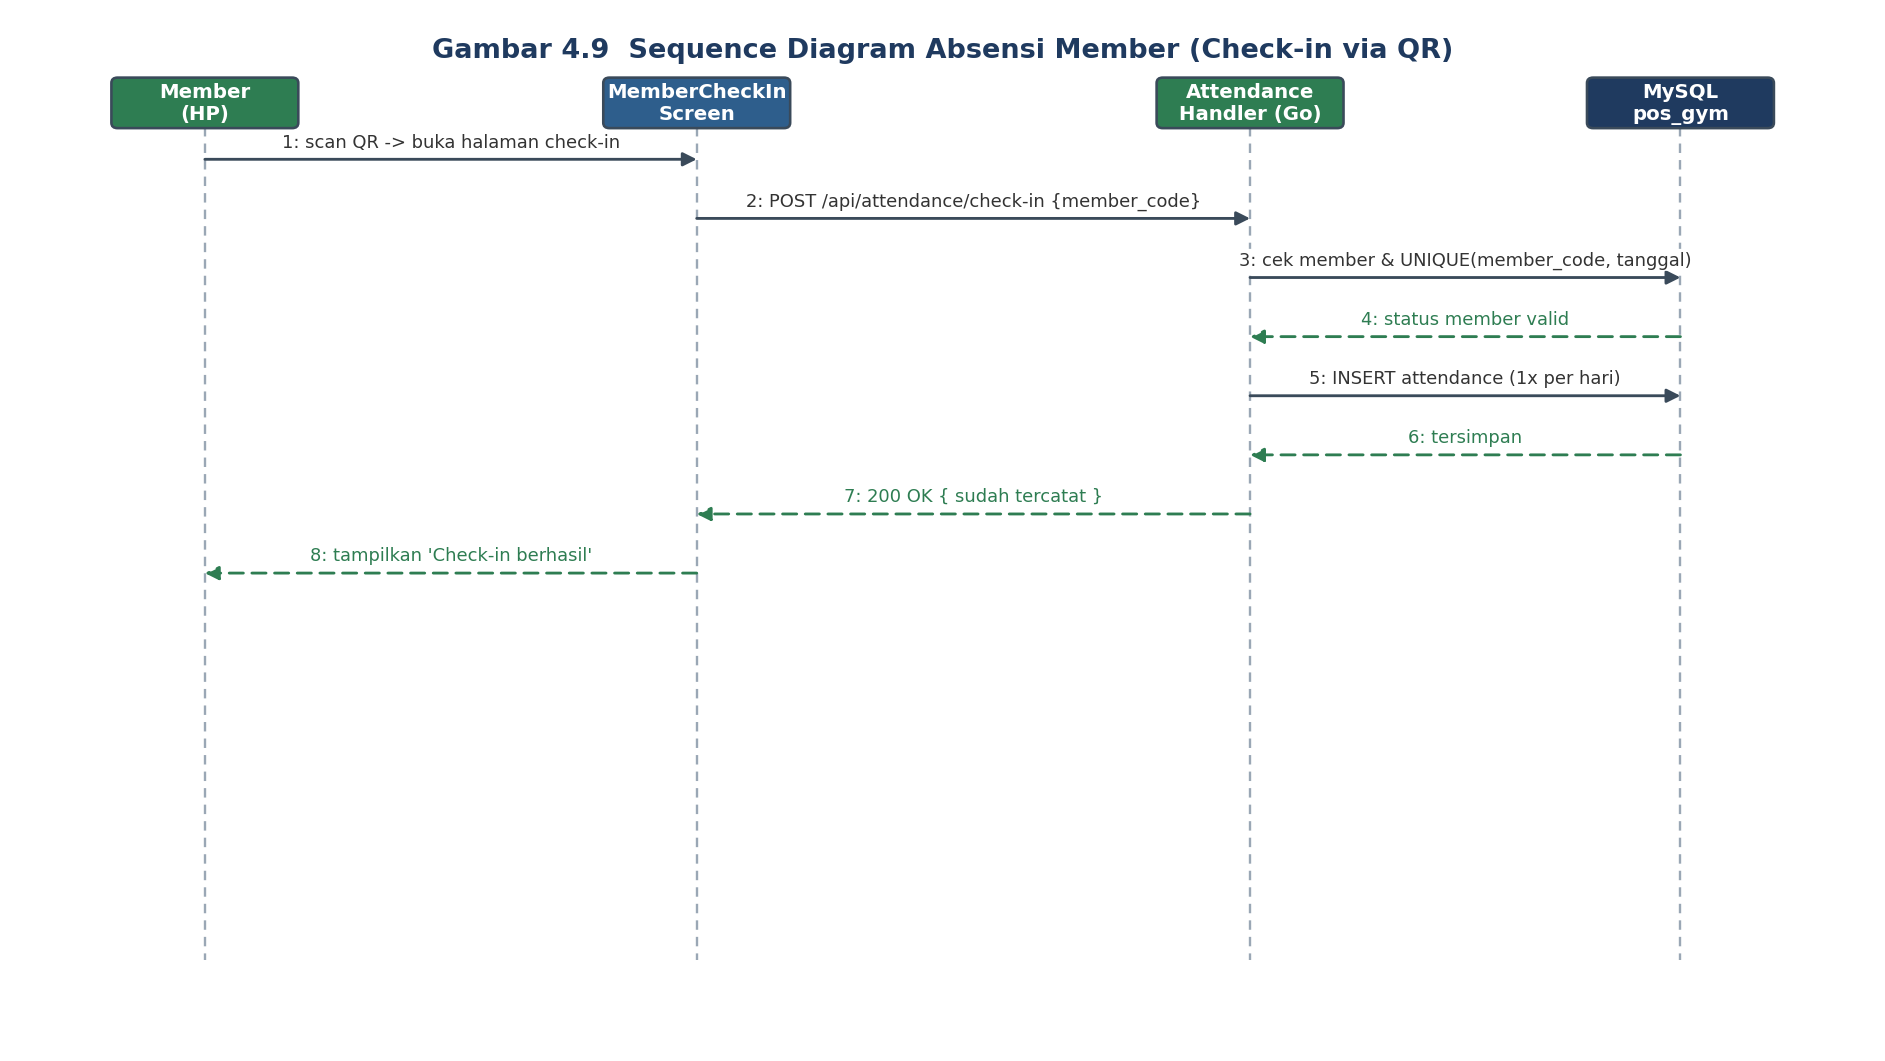 Gambar 4.9  Sequence Diagram Absensi Member (Check-in via QR)
Member
(HP)
MemberCheckIn
Screen
Attendance
Handler (Go)
MySQL
pos_gym
1: scan QR -> buka halaman check-in
2: POST /api/attendance/check-in {member_code}
3: cek member & UNIQUE(member_code, tanggal)
4: status member valid
5: INSERT attendance (1x per hari)
6: tersimpan
7: 200 OK { sudah tercatat }
8: tampilkan 'Check-in berhasil'